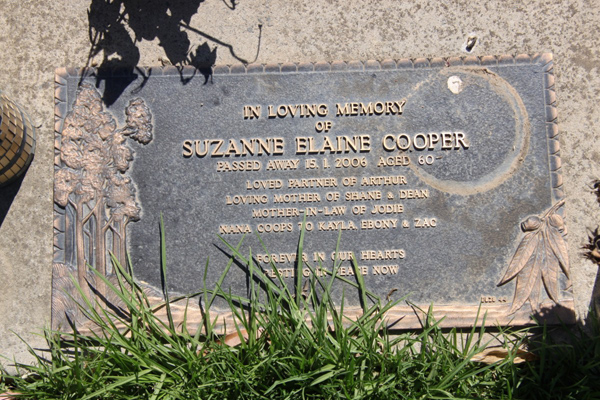 IN LOVING MEMORY
OF
SUZANNE ELAINE COOPER
PASSED AWAY 15. 1. 2006 AGED 60
LOVED PARTNER OF ARTHUR
LOVING MOTHER OF SHANE & DEAN
MOTHER-IN-LAW OF JODIE
NANA COOPS TO KAYLA, EBONY & ZAC
FOREVER IN OUR HEARTS
RESTING IN PEACE NOW